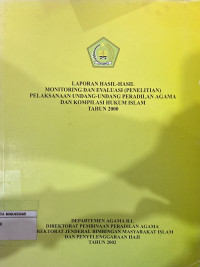 LAPORAN HASIL-HASIL
MONITORING DAN EVALUASI (PENELITIAN)
PELAKSANAAN UNDANG-UNDANG PERADILAN AGAMA
DAN KOMPILASI HUKUM ISLAM
TAHUN 2000
DEPARTEMEN AGAMA R.I.
DIREKTORAT PEMBINAAN PERADILAN AGAMA
DIREKTORAT JENDERAL BIMBINGAN MASYARAKAT ISLAM
DAN PENYELENGGARAAN HAJI
TAHUN 2002